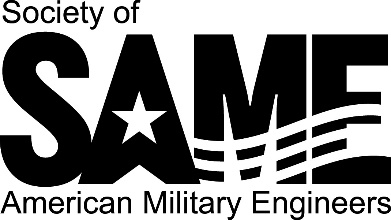 Society of
SAME
American Military Engineers